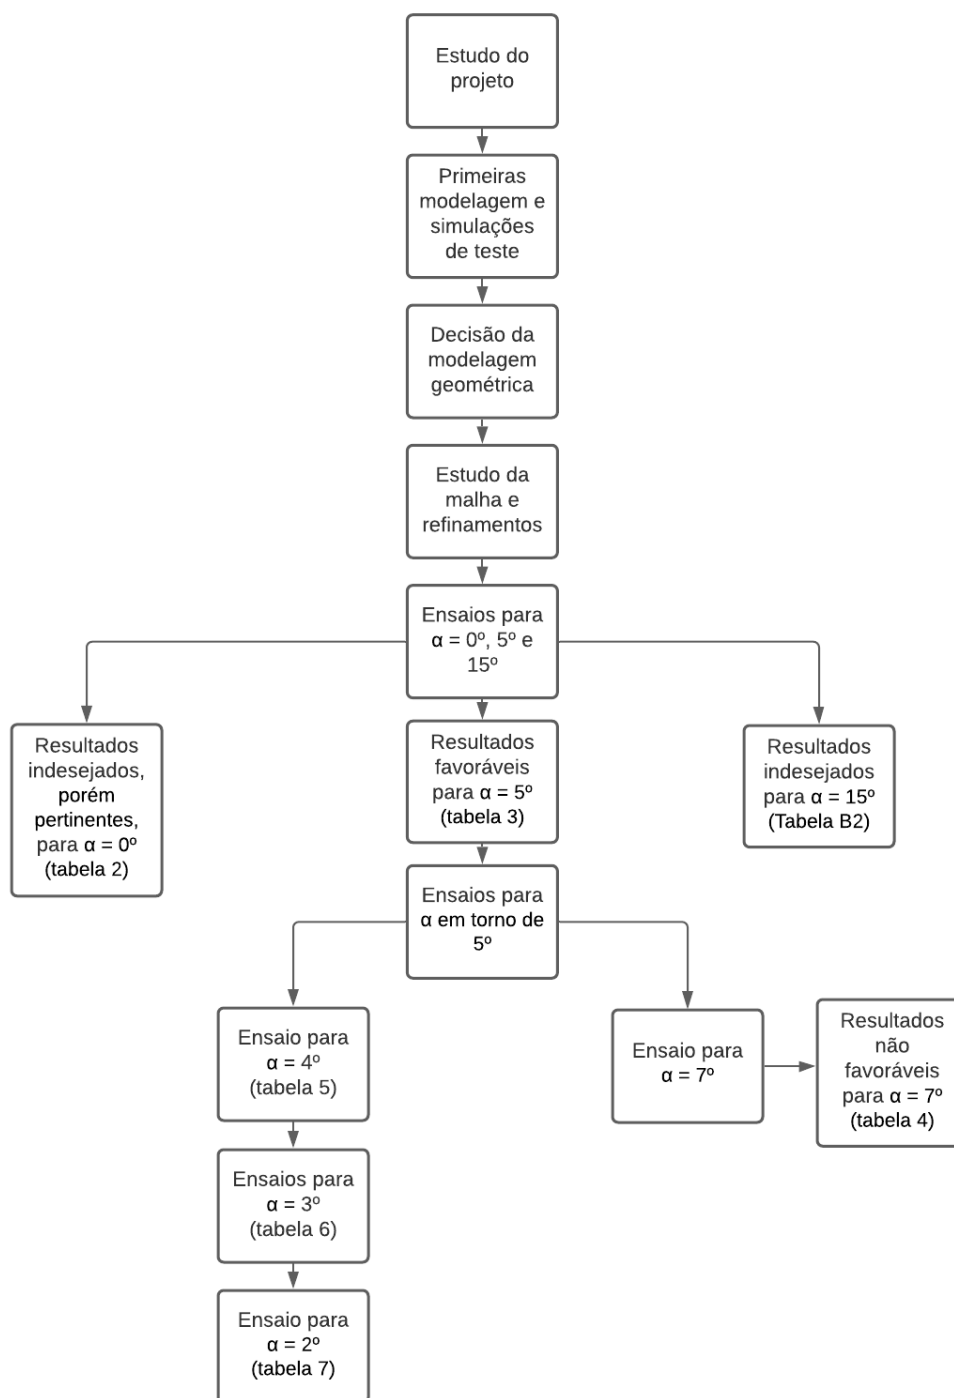 Estudo do
projeto
Primeiras
modelagem e
simulações
de teste
Decisão da
modelagem
geométrica
Estudo da
malha e
refinamentos
Ensaios para
α = 0º, 5º e
15º
Resultados
indesejados,
porém
pertinentes,
para α = 0º
(tabela 2)
Resultados
favoráveis
para α = 5º
(tabela 3)
Resultados
indesejados
para α = 15º
(Tabela B2)
Ensaios para
α em torno de
5º
Ensaio para
α = 4º
(tabela 5)
Ensaio para
α = 7º
Resultados
não
favoráveis
para α = 7º
(tabela 4)
Ensaios para
α = 3º
(tabela 6)
Ensaio para
α = 2º
(tabela 7)